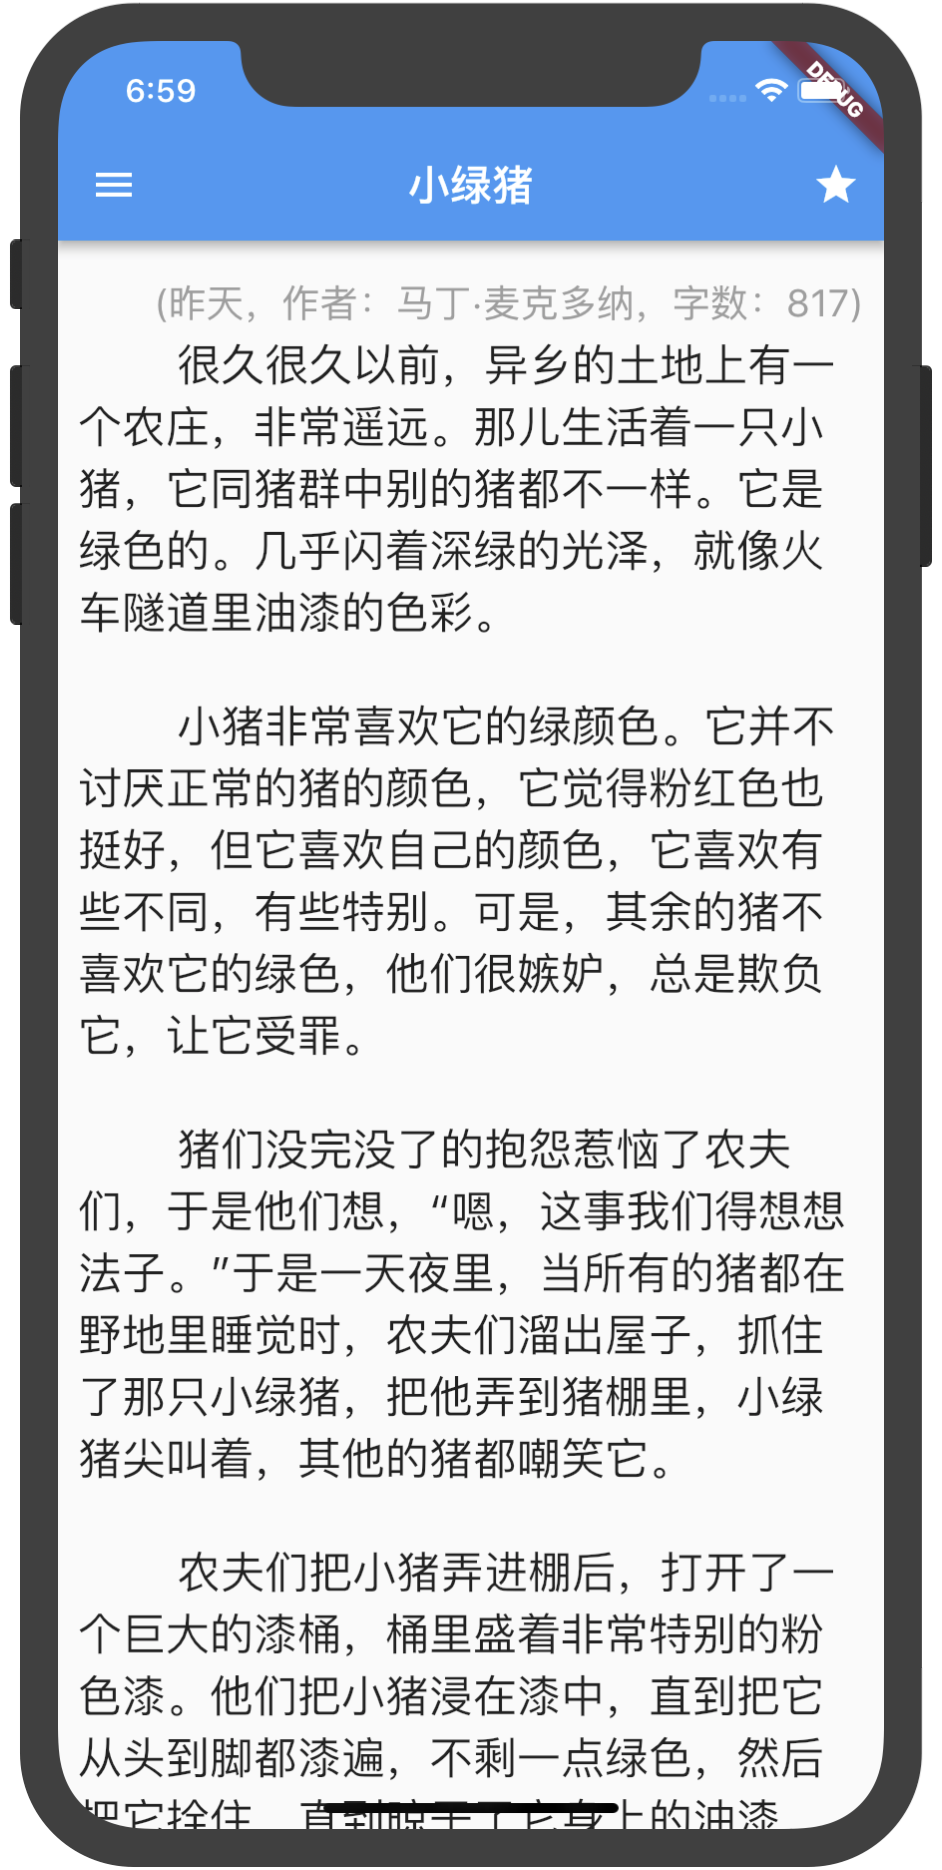 6:59
DEBUG
小绿猪
(昨天，作者：马丁·麦克多纳，字数：817)
很久很久以前，异乡的土地上有一
个农庄，非常遥远。那儿生活着一只小
猪，它同猪群中别的猪都不一样。它是
绿色的。几乎闪着深绿的光泽，就像火
车隧道里油漆的色彩。
小猪非常喜欢它的绿颜色。它并不
讨厌正常的猪的颜色，它觉得粉红色也
挺好，但它喜欢自己的颜色，它喜欢有
些不同，有些特别。可是，其余的猪不
喜欢它的绿色，他们很嫉妒，总是欺负
它，让它受罪。
猪们没完没了的抱怨惹恼了农夫
们，于是他们想，“嗯，这事我们得想想
法子。”于是一天夜里，当所有的猪都在
野地里睡觉时，农夫们溜出屋子，抓住
了那只小绿猪，把他弄到猪棚里，小绿
猪尖叫着，其他的猪都嘲笑它。
农夫们把小猪弄进棚后，打开了一
个巨大的漆桶，桶里盛着非常特别的粉
色漆。他们把小猪浸在漆中，直到把它
从头到脚都漆遍，不剩一点绿色，然后
把它拴住，直到晾干了它身上的油漆